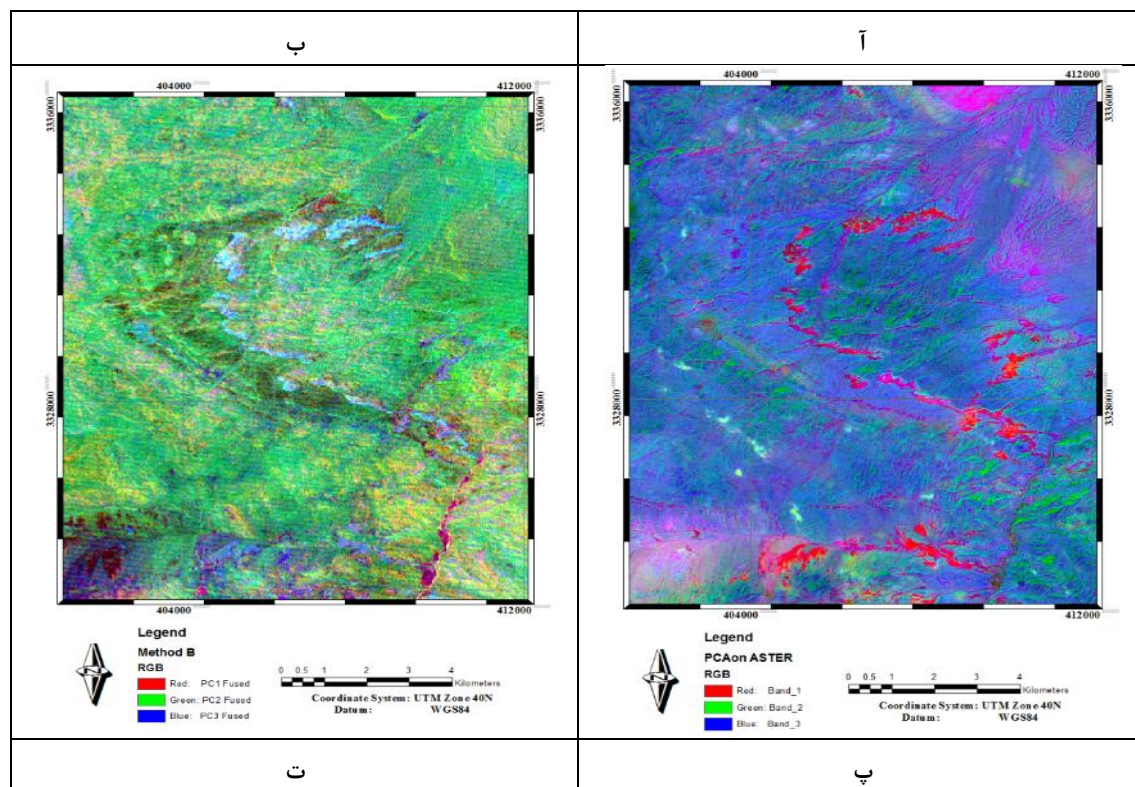 آ
404000 412000
3336000 3336000
3328000 3328000
404000 412000
Legend
PCAon ASTER
RGB
Red: Band_1
Green: Band_2
Blue: Band_3
0 0.5 1 2 3 4
Kilometers
Coordinate System: UTM Zone 40N
Datum: WGS84
ب
404000 412000
3336000 3336000
3328000 3328000
404000 412000
Legend
Method B
RGB
Red: PC1 Fused
Green: PC2 Fused
Blue: PC3 Fused
0 0.5 1 2 3 4
Kilometers
Coordinate System: UTM Zone 40N
Datum: WGS84
پ
ت